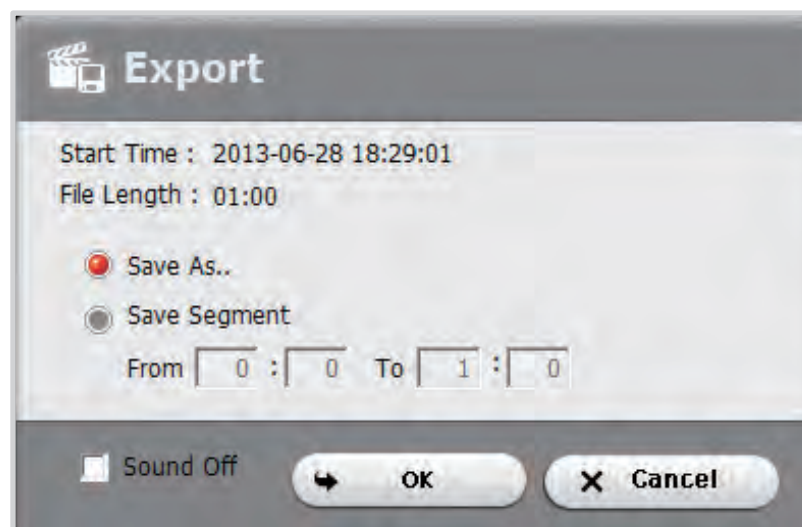 Export
Start Time : 2013-06-28 18:29:01
File Length : 01:00
Save As..
Save Segment
From 0 : 0 To 1 : 0
Sound Off OK Cancel